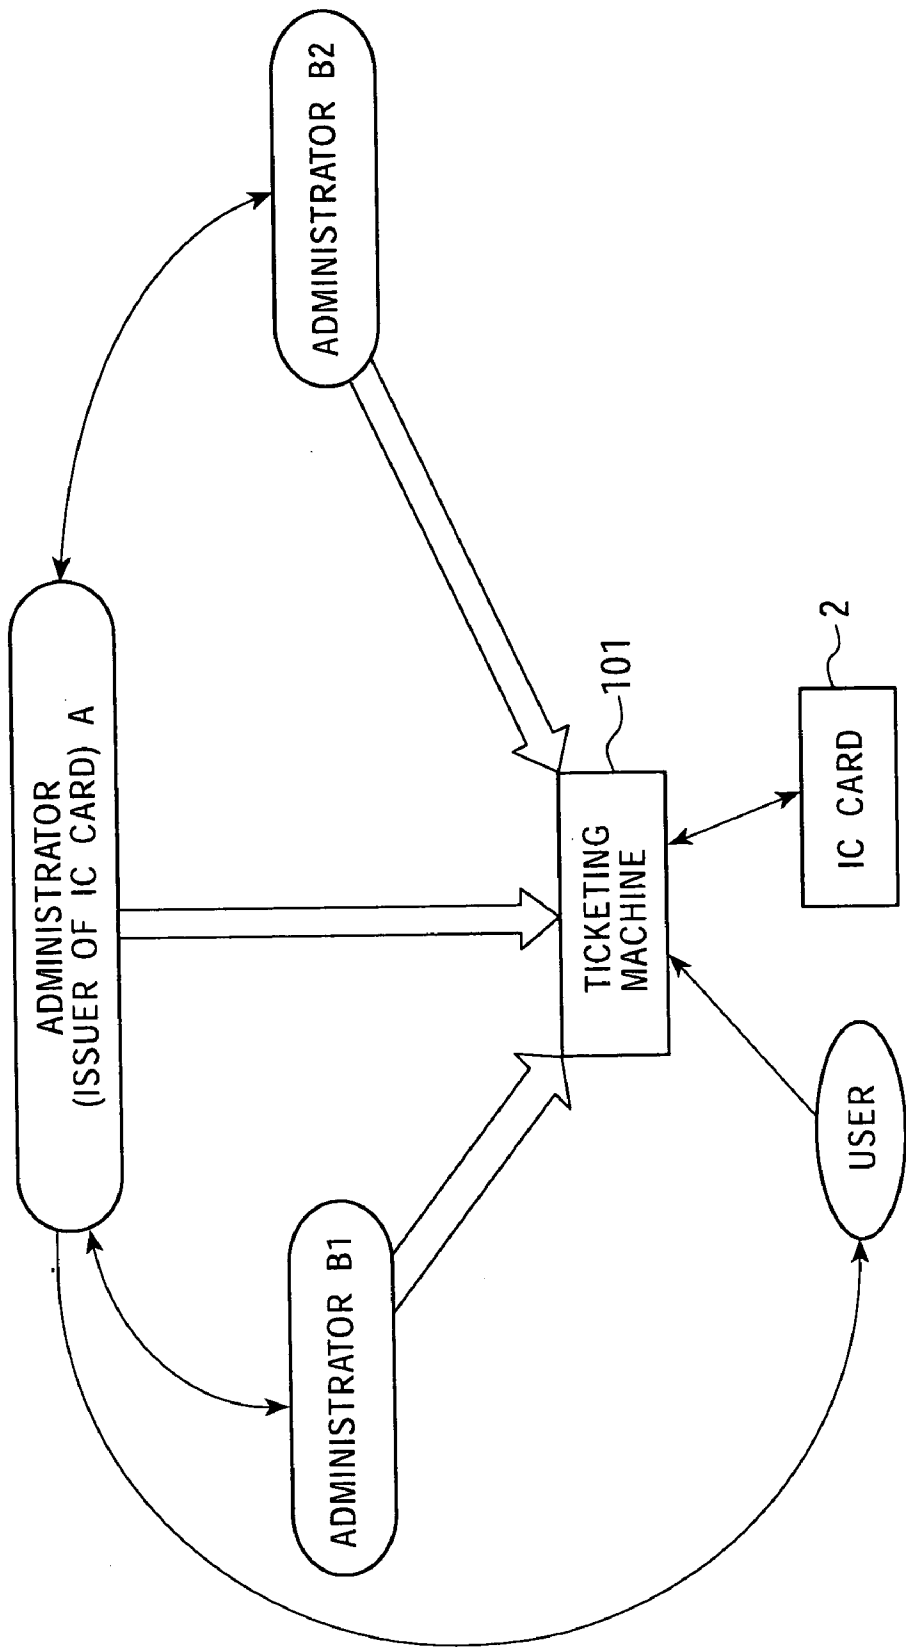 ADMINISTRATOR
(ISSUER OF IC CARD) A
ADMINISTRATOR B1
ADMINISTRATOR B2
TICKETING
MACHINE
101
USER
IC CARD
2